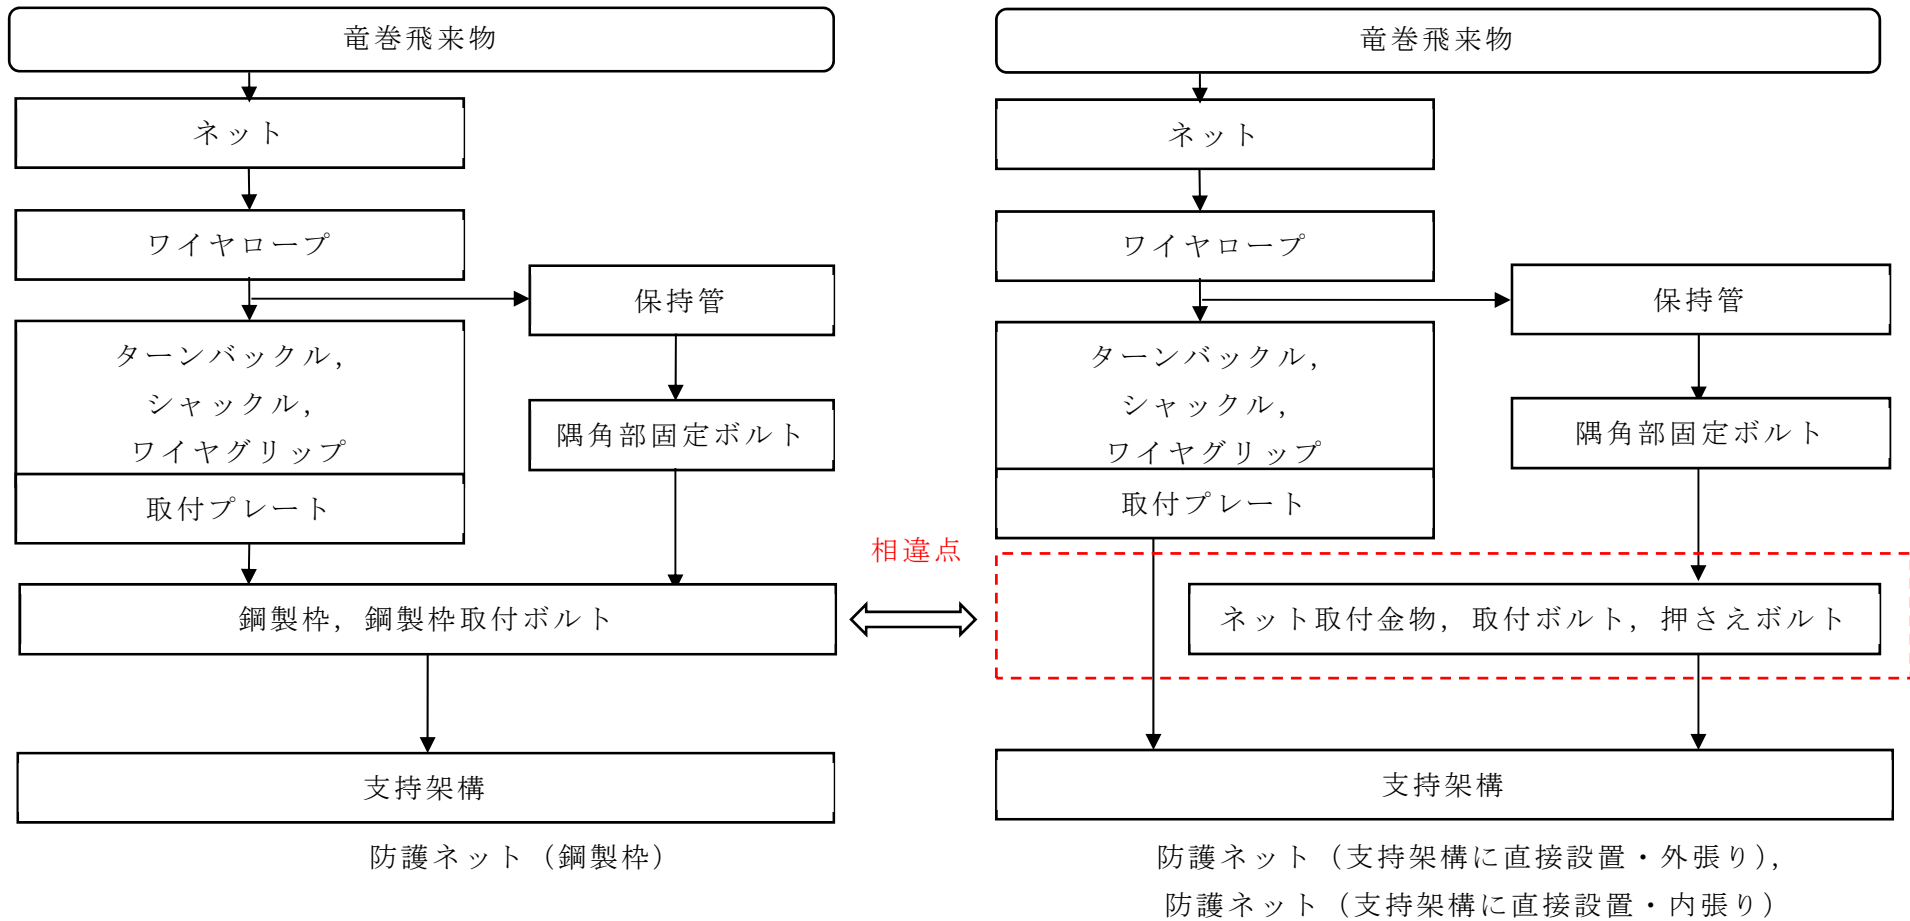 竜巻飛来物
ネット
ワイヤロープ
保持管
ターンバックル,
シャックル,
ワイヤグリップ
隅角部固定ボルト
取付プレート
鋼製枠, 鋼製枠取付ボルト
支持架構
防護ネット（鋼製枠）
相違点
竜巻飛来物
ネット
ワイヤロープ
保持管
ターンバックル,
シャックル,
ワイヤグリップ
隅角部固定ボルト
取付プレート
ネット取付金物, 取付ボルト, 押さえボルト
支持架構
防護ネット（支持架構に直接設置・外張り）,
防護ネット（支持架構に直接設置・内張り）